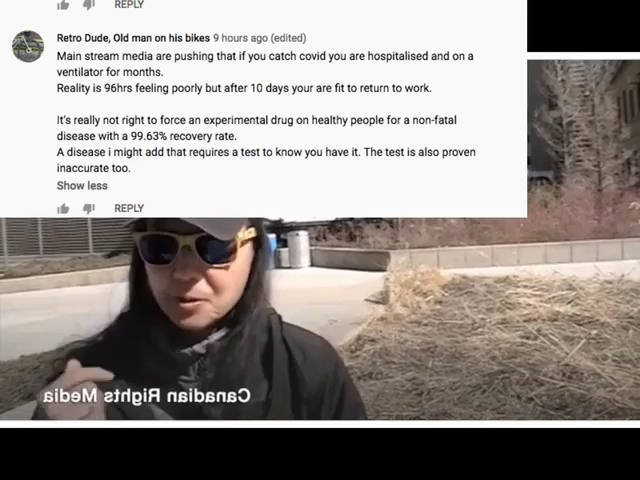 REPLY
Retro Dude, Old man on his bikes 9 hours ago (edited)
Main stream media are pushing that if you catch covid you are hospitalised and on a
ventilator for months.
Reality is 96hrs feeling poorly but after 10 days your are fit to return to work.
It's really not right to force an experimental drug on healthy people for a non-fatal
disease with a 99.63% recovery rate.
A disease i might add that requires a test to know you have it. The test is also proven
inaccurate too.
Show less
REPLY
Canadian Rights Media